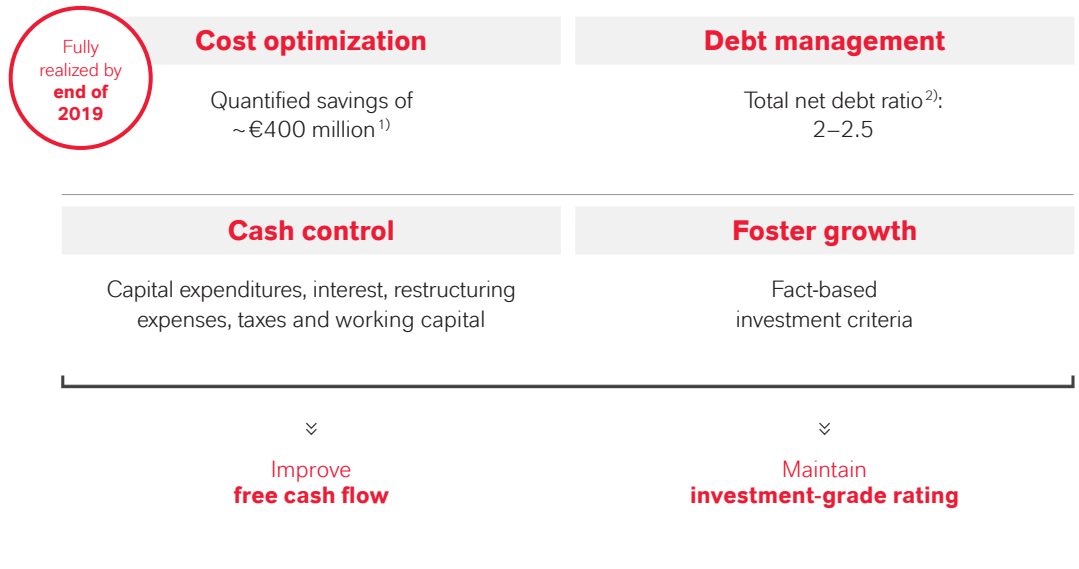 Fully
realized by
end of
2019
Cost optimization
Quantified savings of
~€400 million 1)
Debt management
Total net debt ratio 2):
2–2.5
Cash control
Capital expenditures, interest, restructuring
expenses, taxes and working capital
Foster growth
Fact-based
investment criteria
Improve
free cash flow
Maintain
investment-grade rating